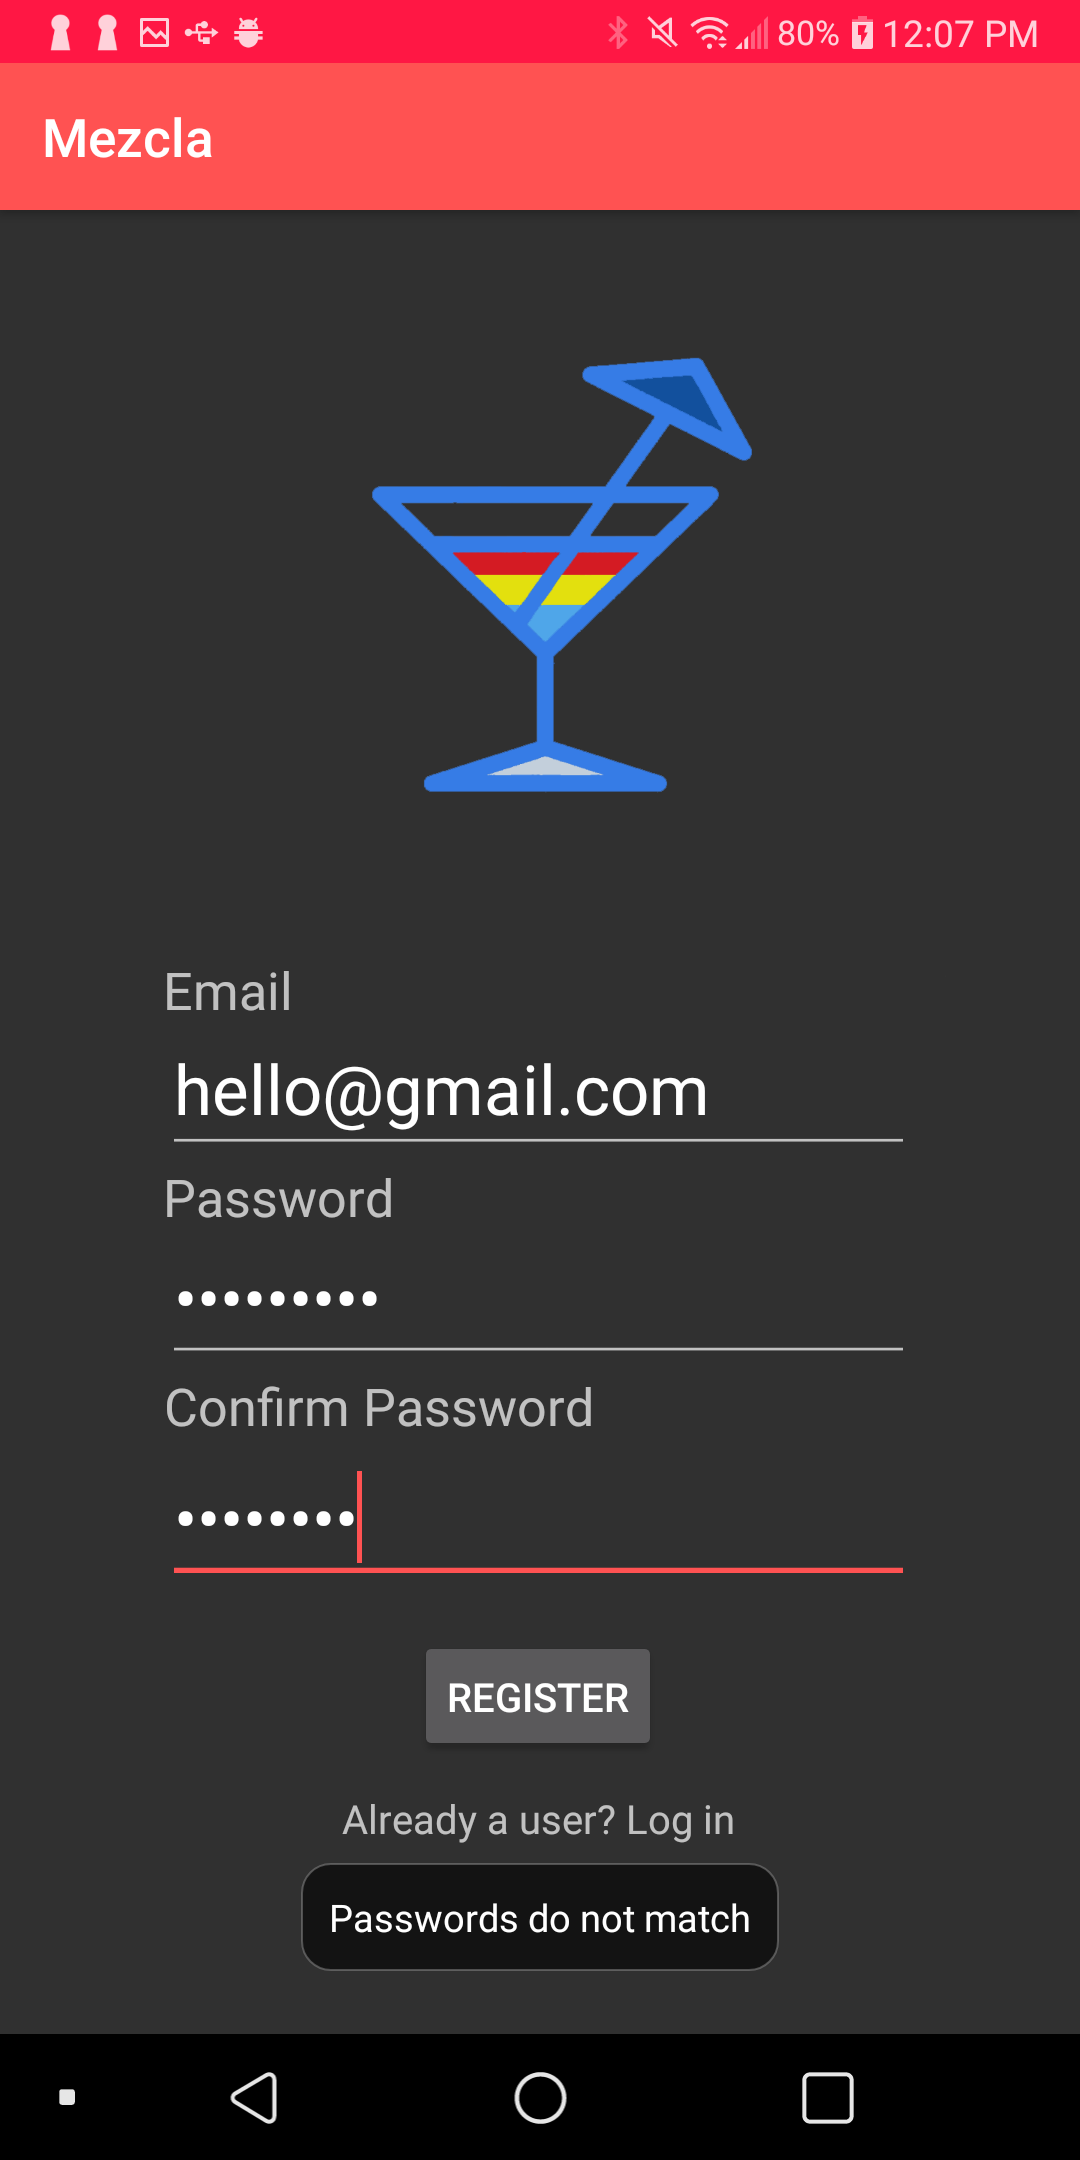 80% 12:07 PM
Mezcla
Email
hello@gmail.com
Password
•••••••••
Confirm Password
••••••••
REGISTER
Already a user? Log in
Passwords do not match